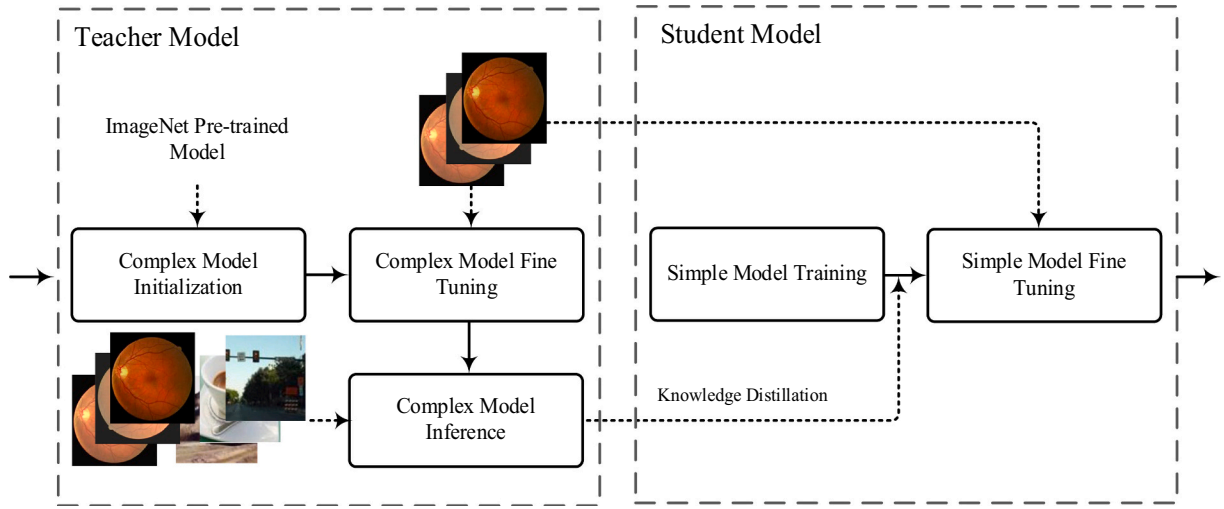 Teacher Model
Student Model
ImageNet Pre-trained
Model
Complex Model
Initialization
Complex Model Fine
Tuning
Simple Model Training
Simple Model Fine
Tuning
Complex Model
Inference
Knowledge Distillation